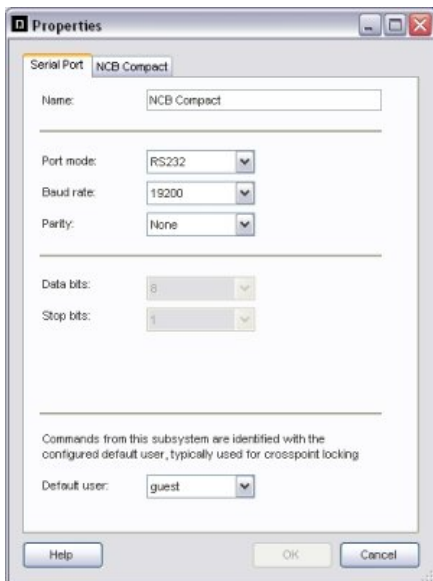 Properties
Serial Port NCB Compact
Name: NCB Compact
Port mode: RS232
Baud rate: 19200
Parity: None
Data bits: 8
Stop bits: 1
Commands from this subsystem are identified with the
configured default user, typically used for crosspoint locking
Default user: guest
Help OK Cancel